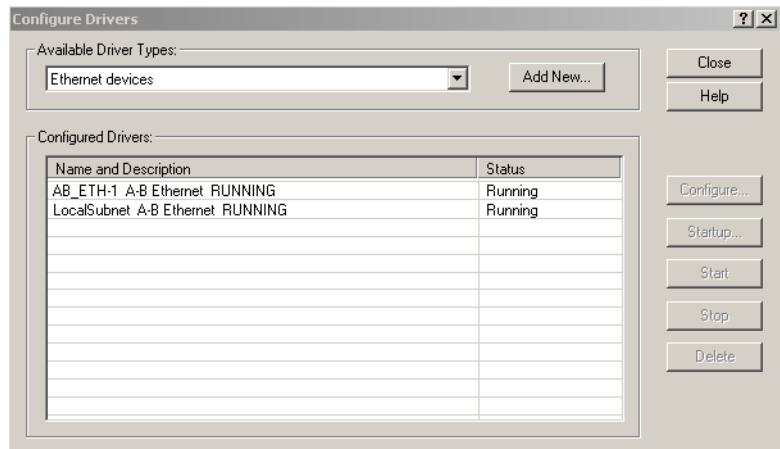 Configure Drivers
Available Driver Types:
Ethernet devices
Add New...
Close
Help
Configured Drivers:
Name and Description Status
AB_ETH-1 A-B Ethernet RUNNING Running
LocalSubnet A-B Ethernet RUNNING Running
Configure...
Startup...
Start
Stop
Delete